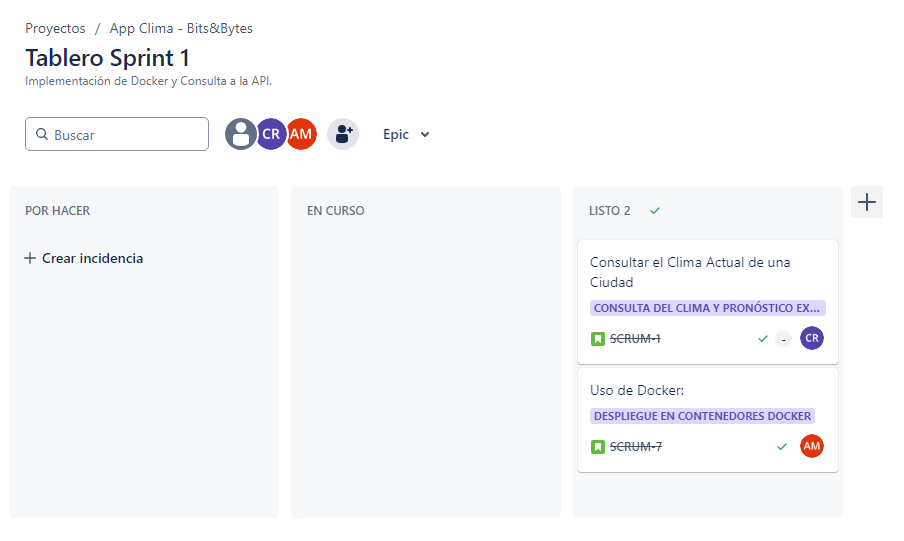 Proyectos / App Clima - Bits&Bytes
Tablero Sprint 1
Implementación de Docker y Consulta a la API.
Buscar
CR
AM
Epic
POR HACER
Crear incidencia
EN CURSO
LISTO 2
Consultar el Clima Actual de una
Ciudad
CONSULTA DEL CLIMA Y PRONÓSTICO EX...
SCRUM-1
-
CR
Uso de Docker:
DESPLIEGUE EN CONTENEDORES DOCKER
SCRUM-7
AM